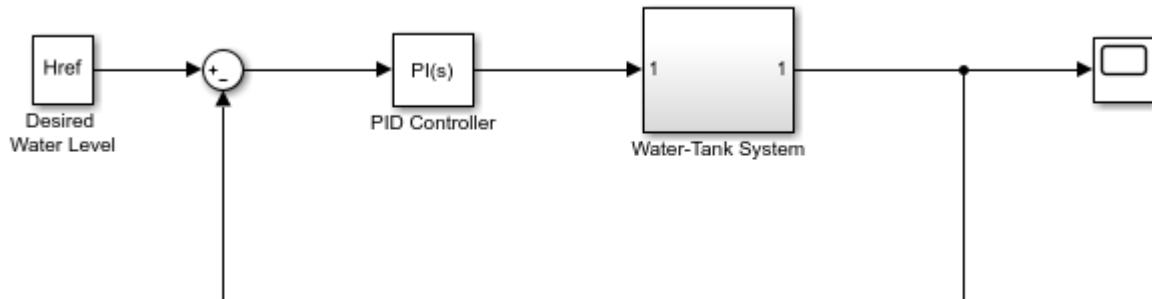 Href
+
−
PI(s)
1
1
Desired
Water Level
PID Controller
Water-Tank System